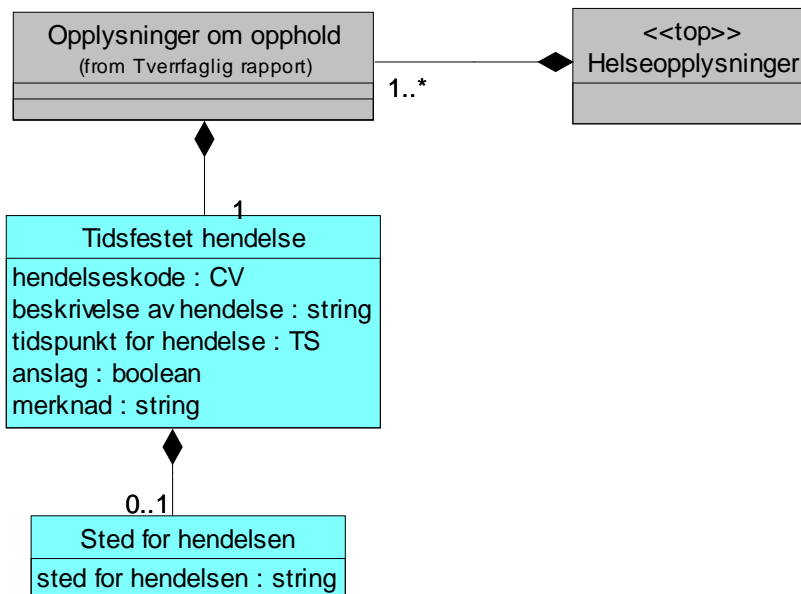 Opplysninger om opphold
(from Tverrfaglig rapport)
<<top>>
Helseopplysninger
1..*
1
Tidsfestet hendelse
hendelseskode : CV
beskrivelse av hendelse : string
tidspunkt for hendelse : TS
anslag : boolean
merknad : string
0..1
Sted for hendelsen
sted for hendelsen : string